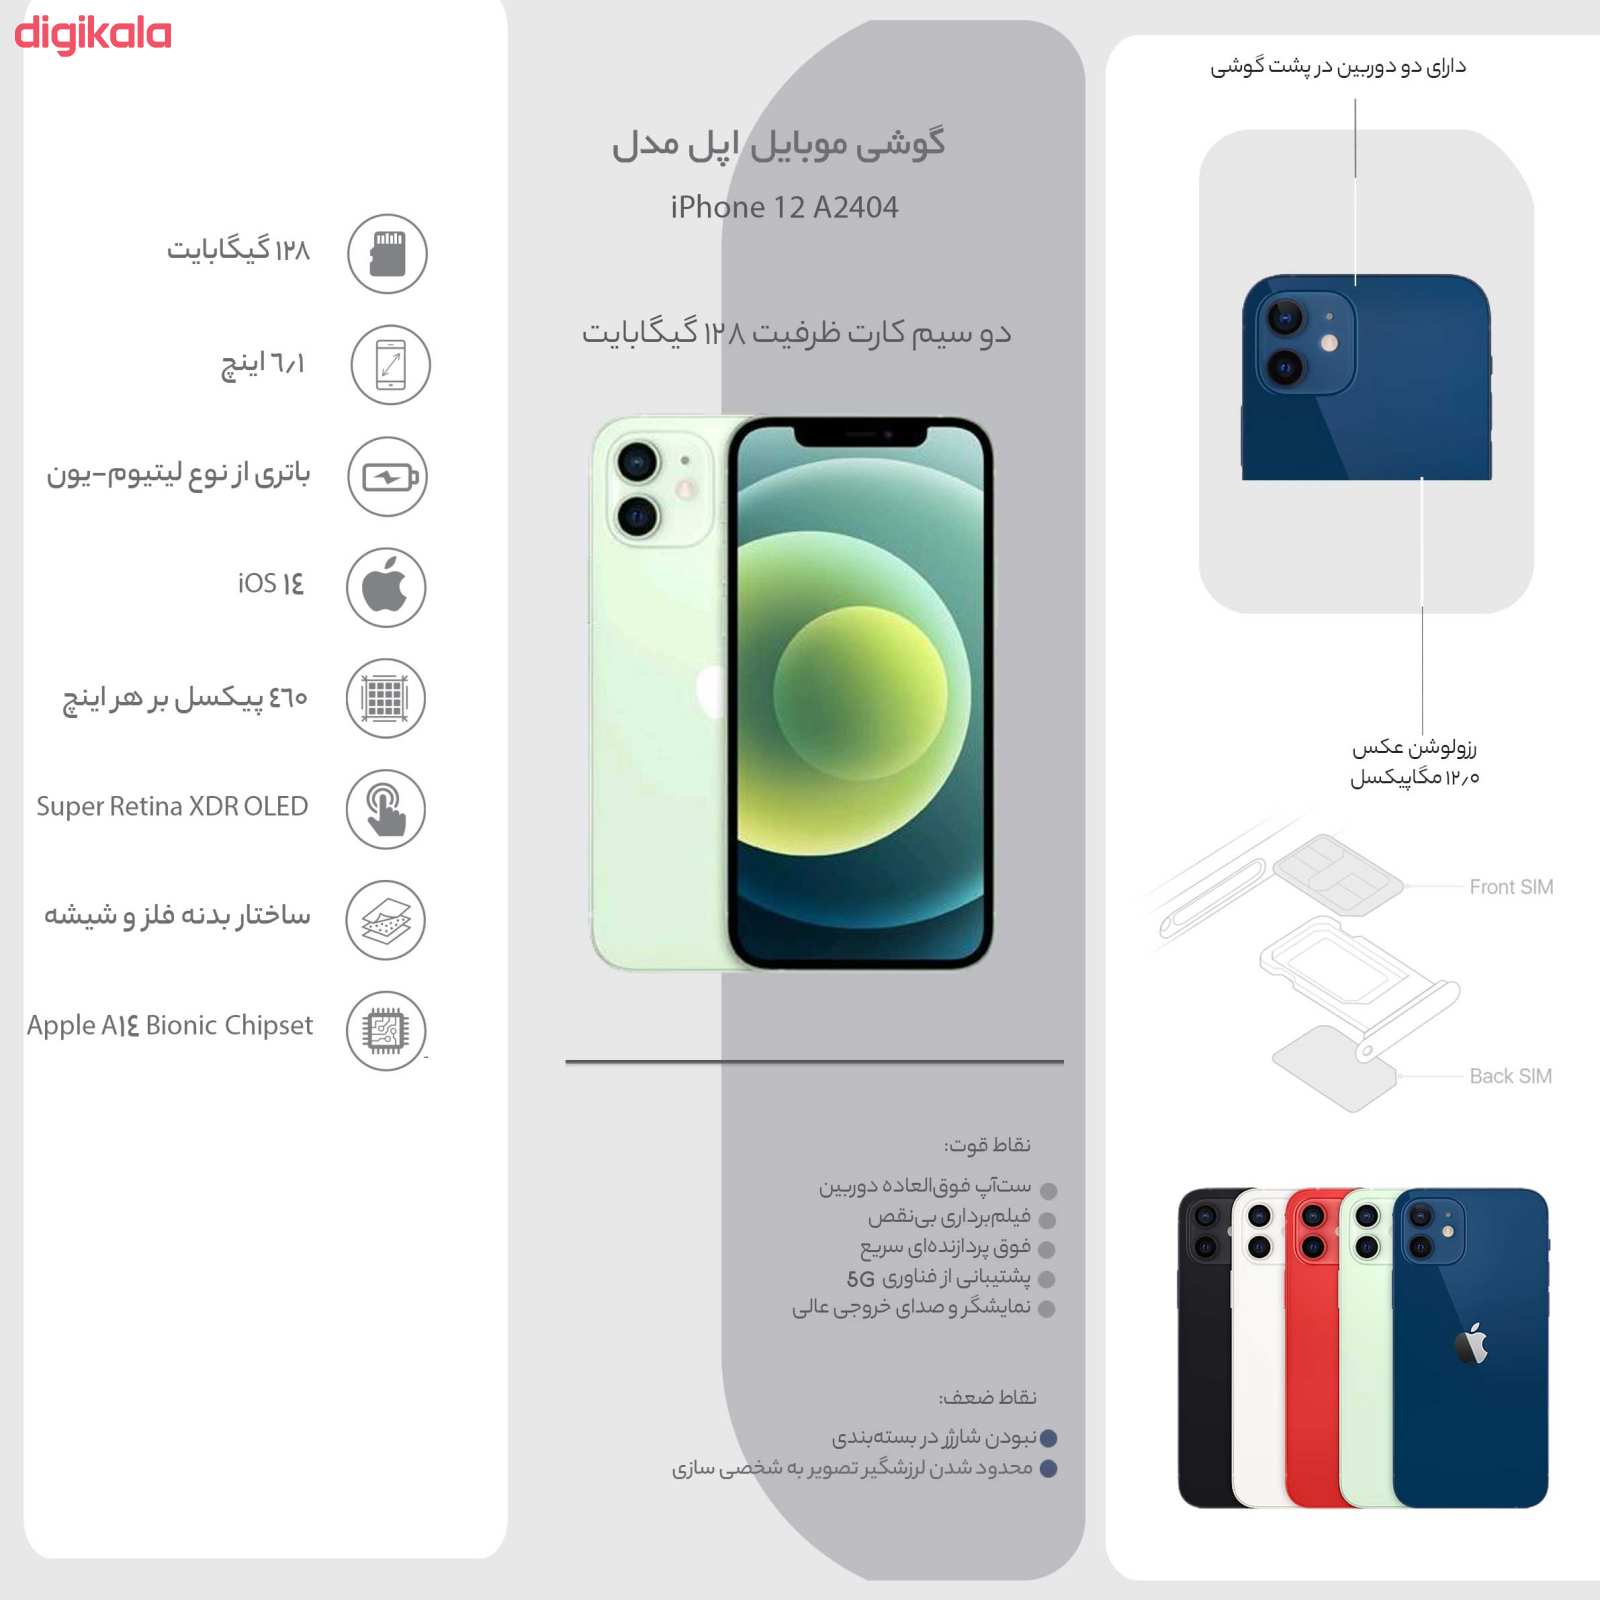 digikala
گوشی موبایل اپل مدل
iPhone 12 A2404
دو سیم کارت ظرفیت ۱۲۸ گیگابایت
دارای دو دوربین در پشت گوشی
رزولوشن عکس
۱۲٫۰ مگاپیکسل
Front SIM
Back SIM
۱۲۸ گیگابایت
٦٫۱ اینچ
باتری از نوع لیتیوم-یون
iOS ۱٤
٤٦۰ پیکسل بر هر اینچ
Super Retina XDR OLED
ساختار بدنه فلز و شیشه
Apple A۱٤ Bionic Chipset
نقاط قوت:
ست‌آپ فوق‌العاده دوربین
فیلم‌برداری بی‌نقص
فوق پردازنده‌ای سریع
پشتیبانی از فناوری 5G
نمایشگر و صدای خروجی عالی
نقاط ضعف:
نبودن شارژر در بسته‌بندی
محدود شدن لرزشگیر تصویر به شخصی سازی